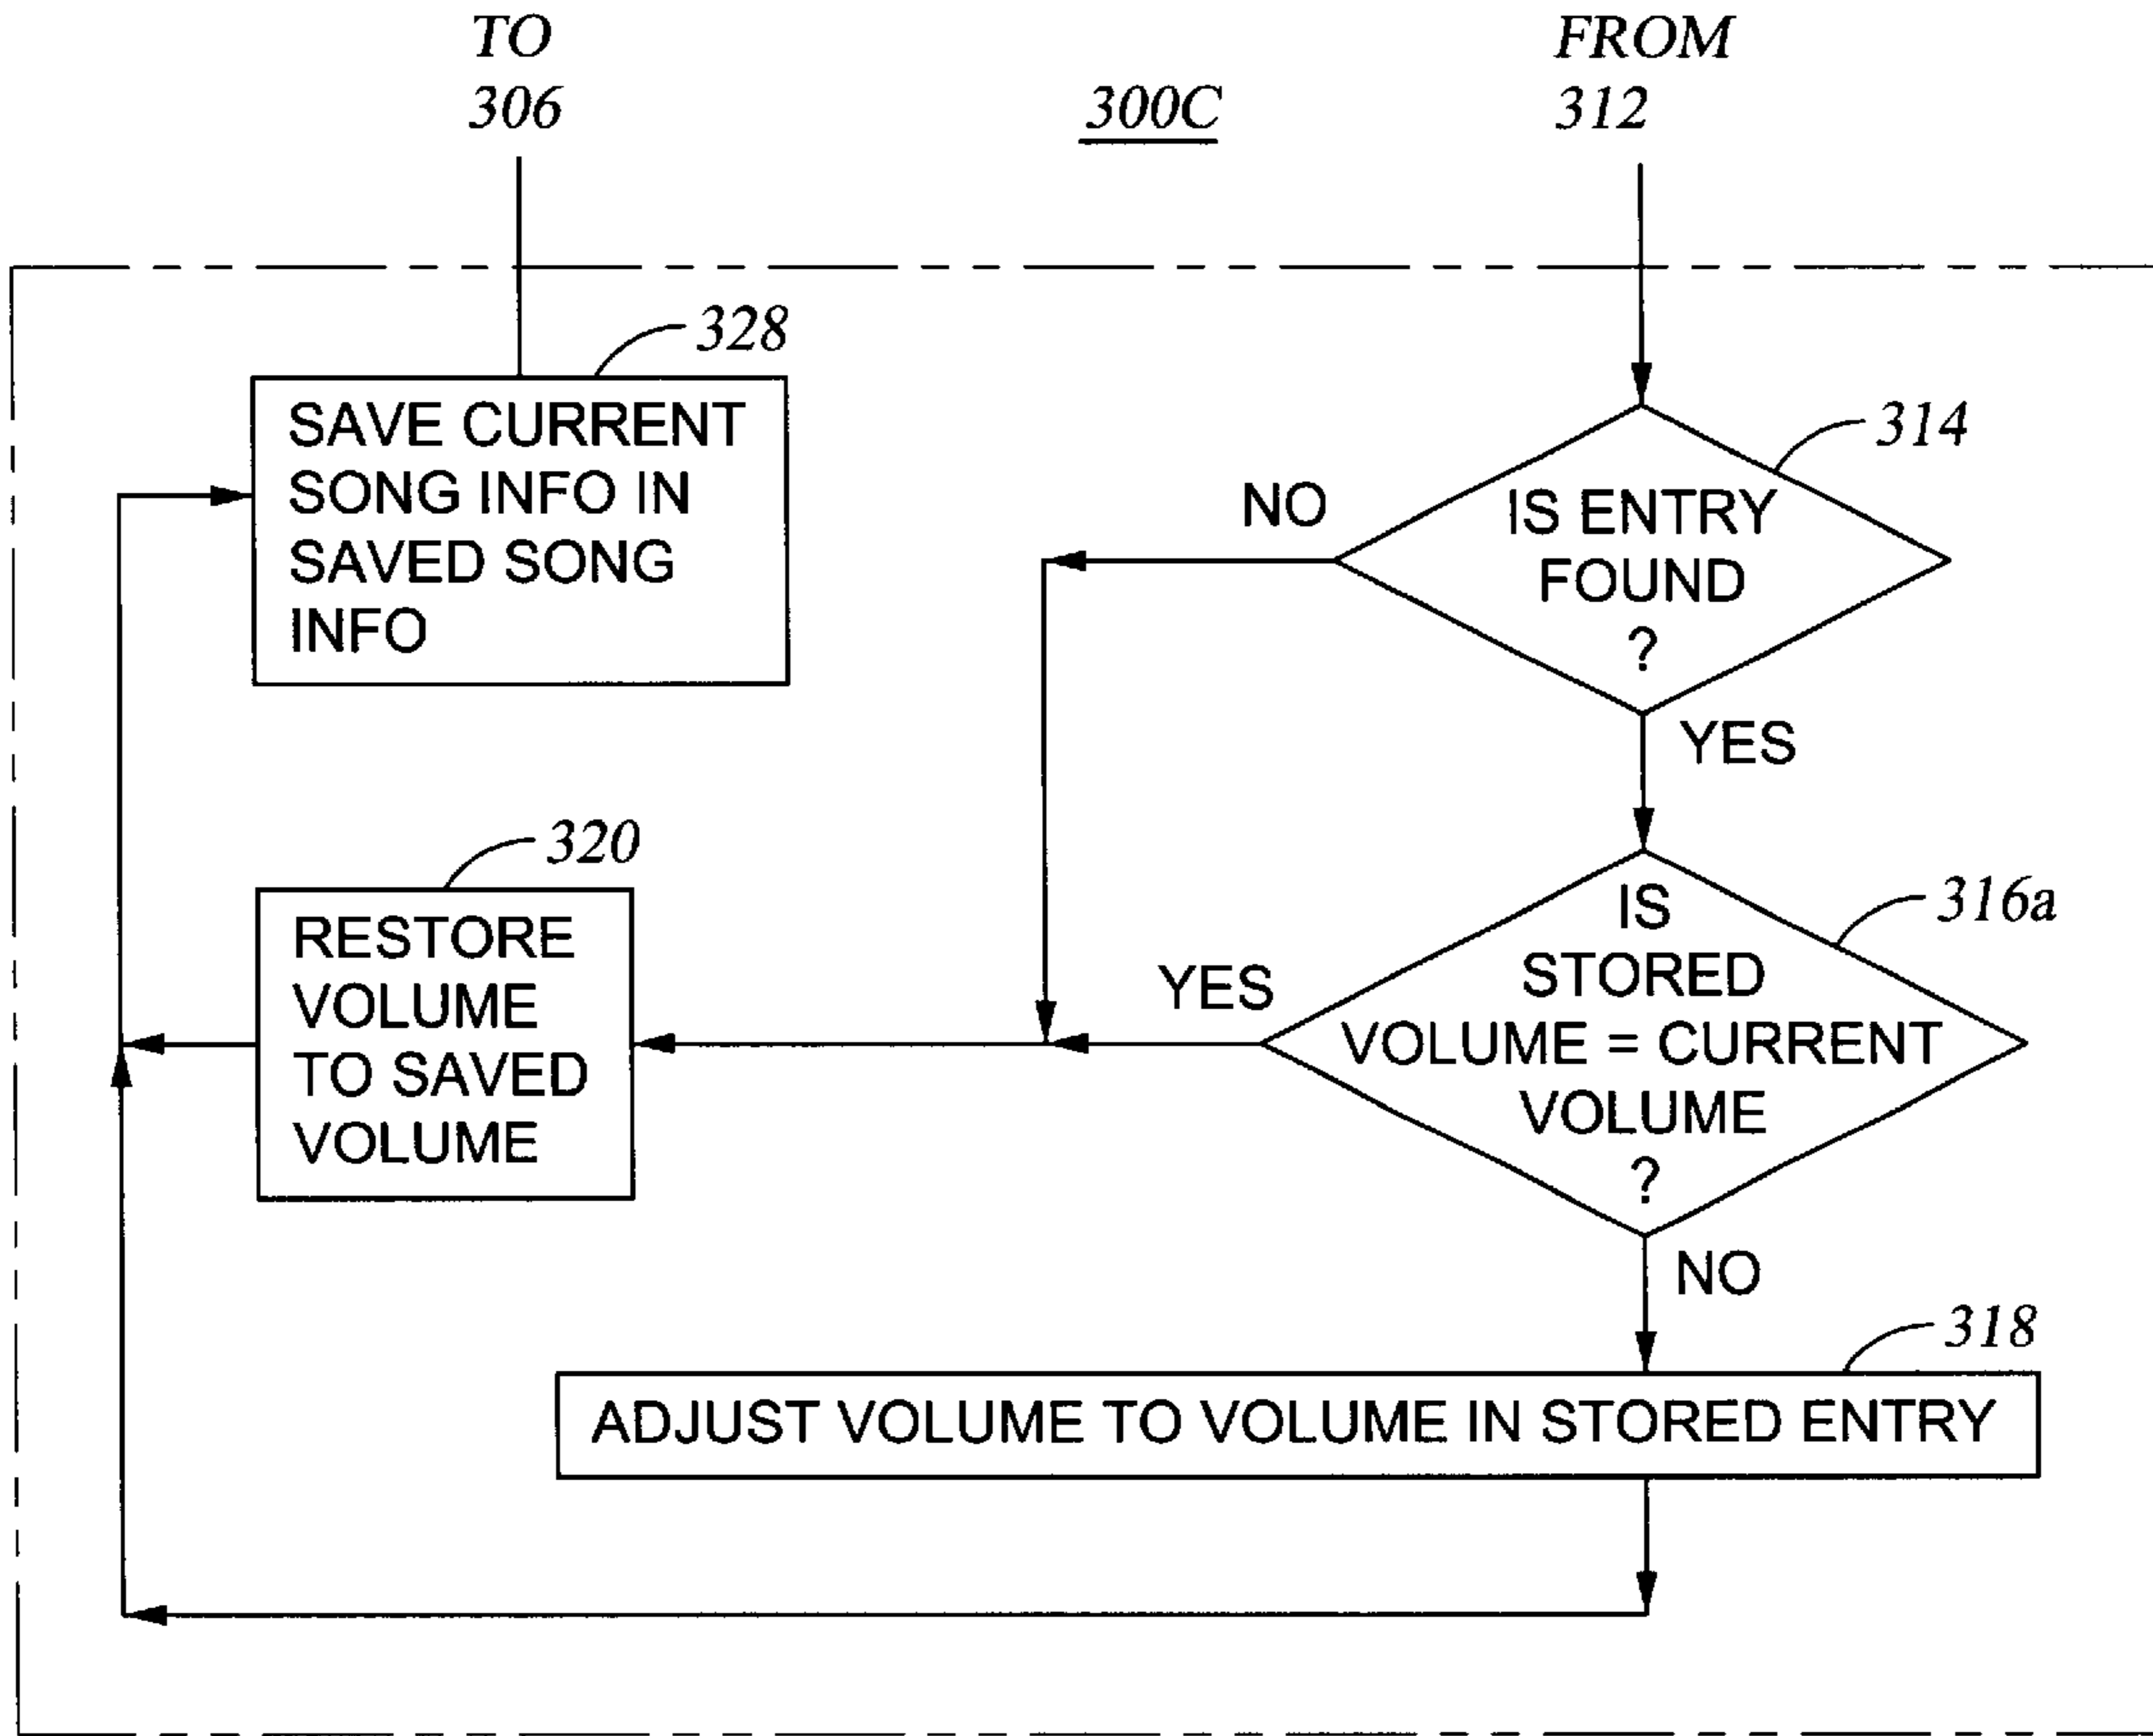 TO
306
300C
FROM
312
328
SAVE CURRENT
SONG INFO IN
SAVED SONG
INFO
314
NO
IS ENTRY
FOUND
?
YES
320
RESTORE
VOLUME
TO SAVED
VOLUME
316a
YES
IS
STORED
VOLUME = CURRENT
VOLUME
?
NO
318
ADJUST VOLUME TO VOLUME IN STORED ENTRY